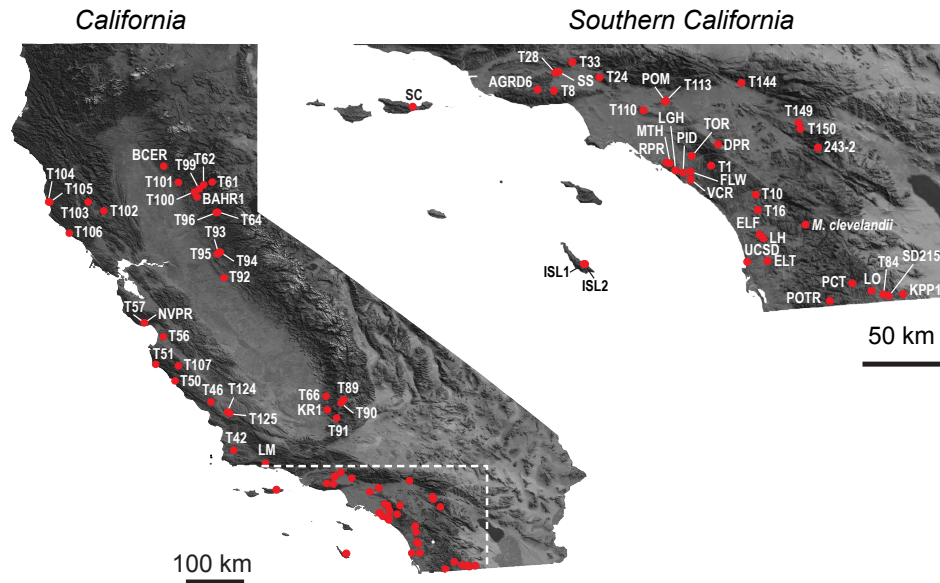 California
Southern California
T28
T33
SS
T24
AGRD6
T8
SC
POM
T113
T144
T110
LGH
MTH
PID
TOR
RPR
DPR
T149
T150
243-2
T1
FLW
VCR
T10
T16
ELF
M. clevelandii
LH
UCSD
ELT
ISL1
ISL2
PCT
LO
T84
SD215
POTR
KPP1
50 km
BCER
T62
T99
T101
T61
T100
BAHR1
T104
T105
T103
T102
T106
T96
T64
T93
T95
T94
T92
T57
NVPR
T56
T51
T107
T50
T46
T124
T125
T66
T89
KR1
T90
T91
T42
LM
100 km